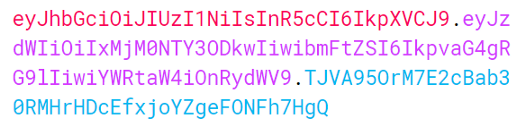 eyJhbGciOiJIUzI1NiIsInR5cCI6IkpXVCJ9.eyJz
dWIiOiIxMjM0NTY3ODkwIiwibmFtZSI6IkpvaG4gR
G9lIiwiYWRtaW4iOnRydWV9.TJVA95OrM7E2cBab3
0RMHrHDcEfxjoYZgeFONFh7HgQ